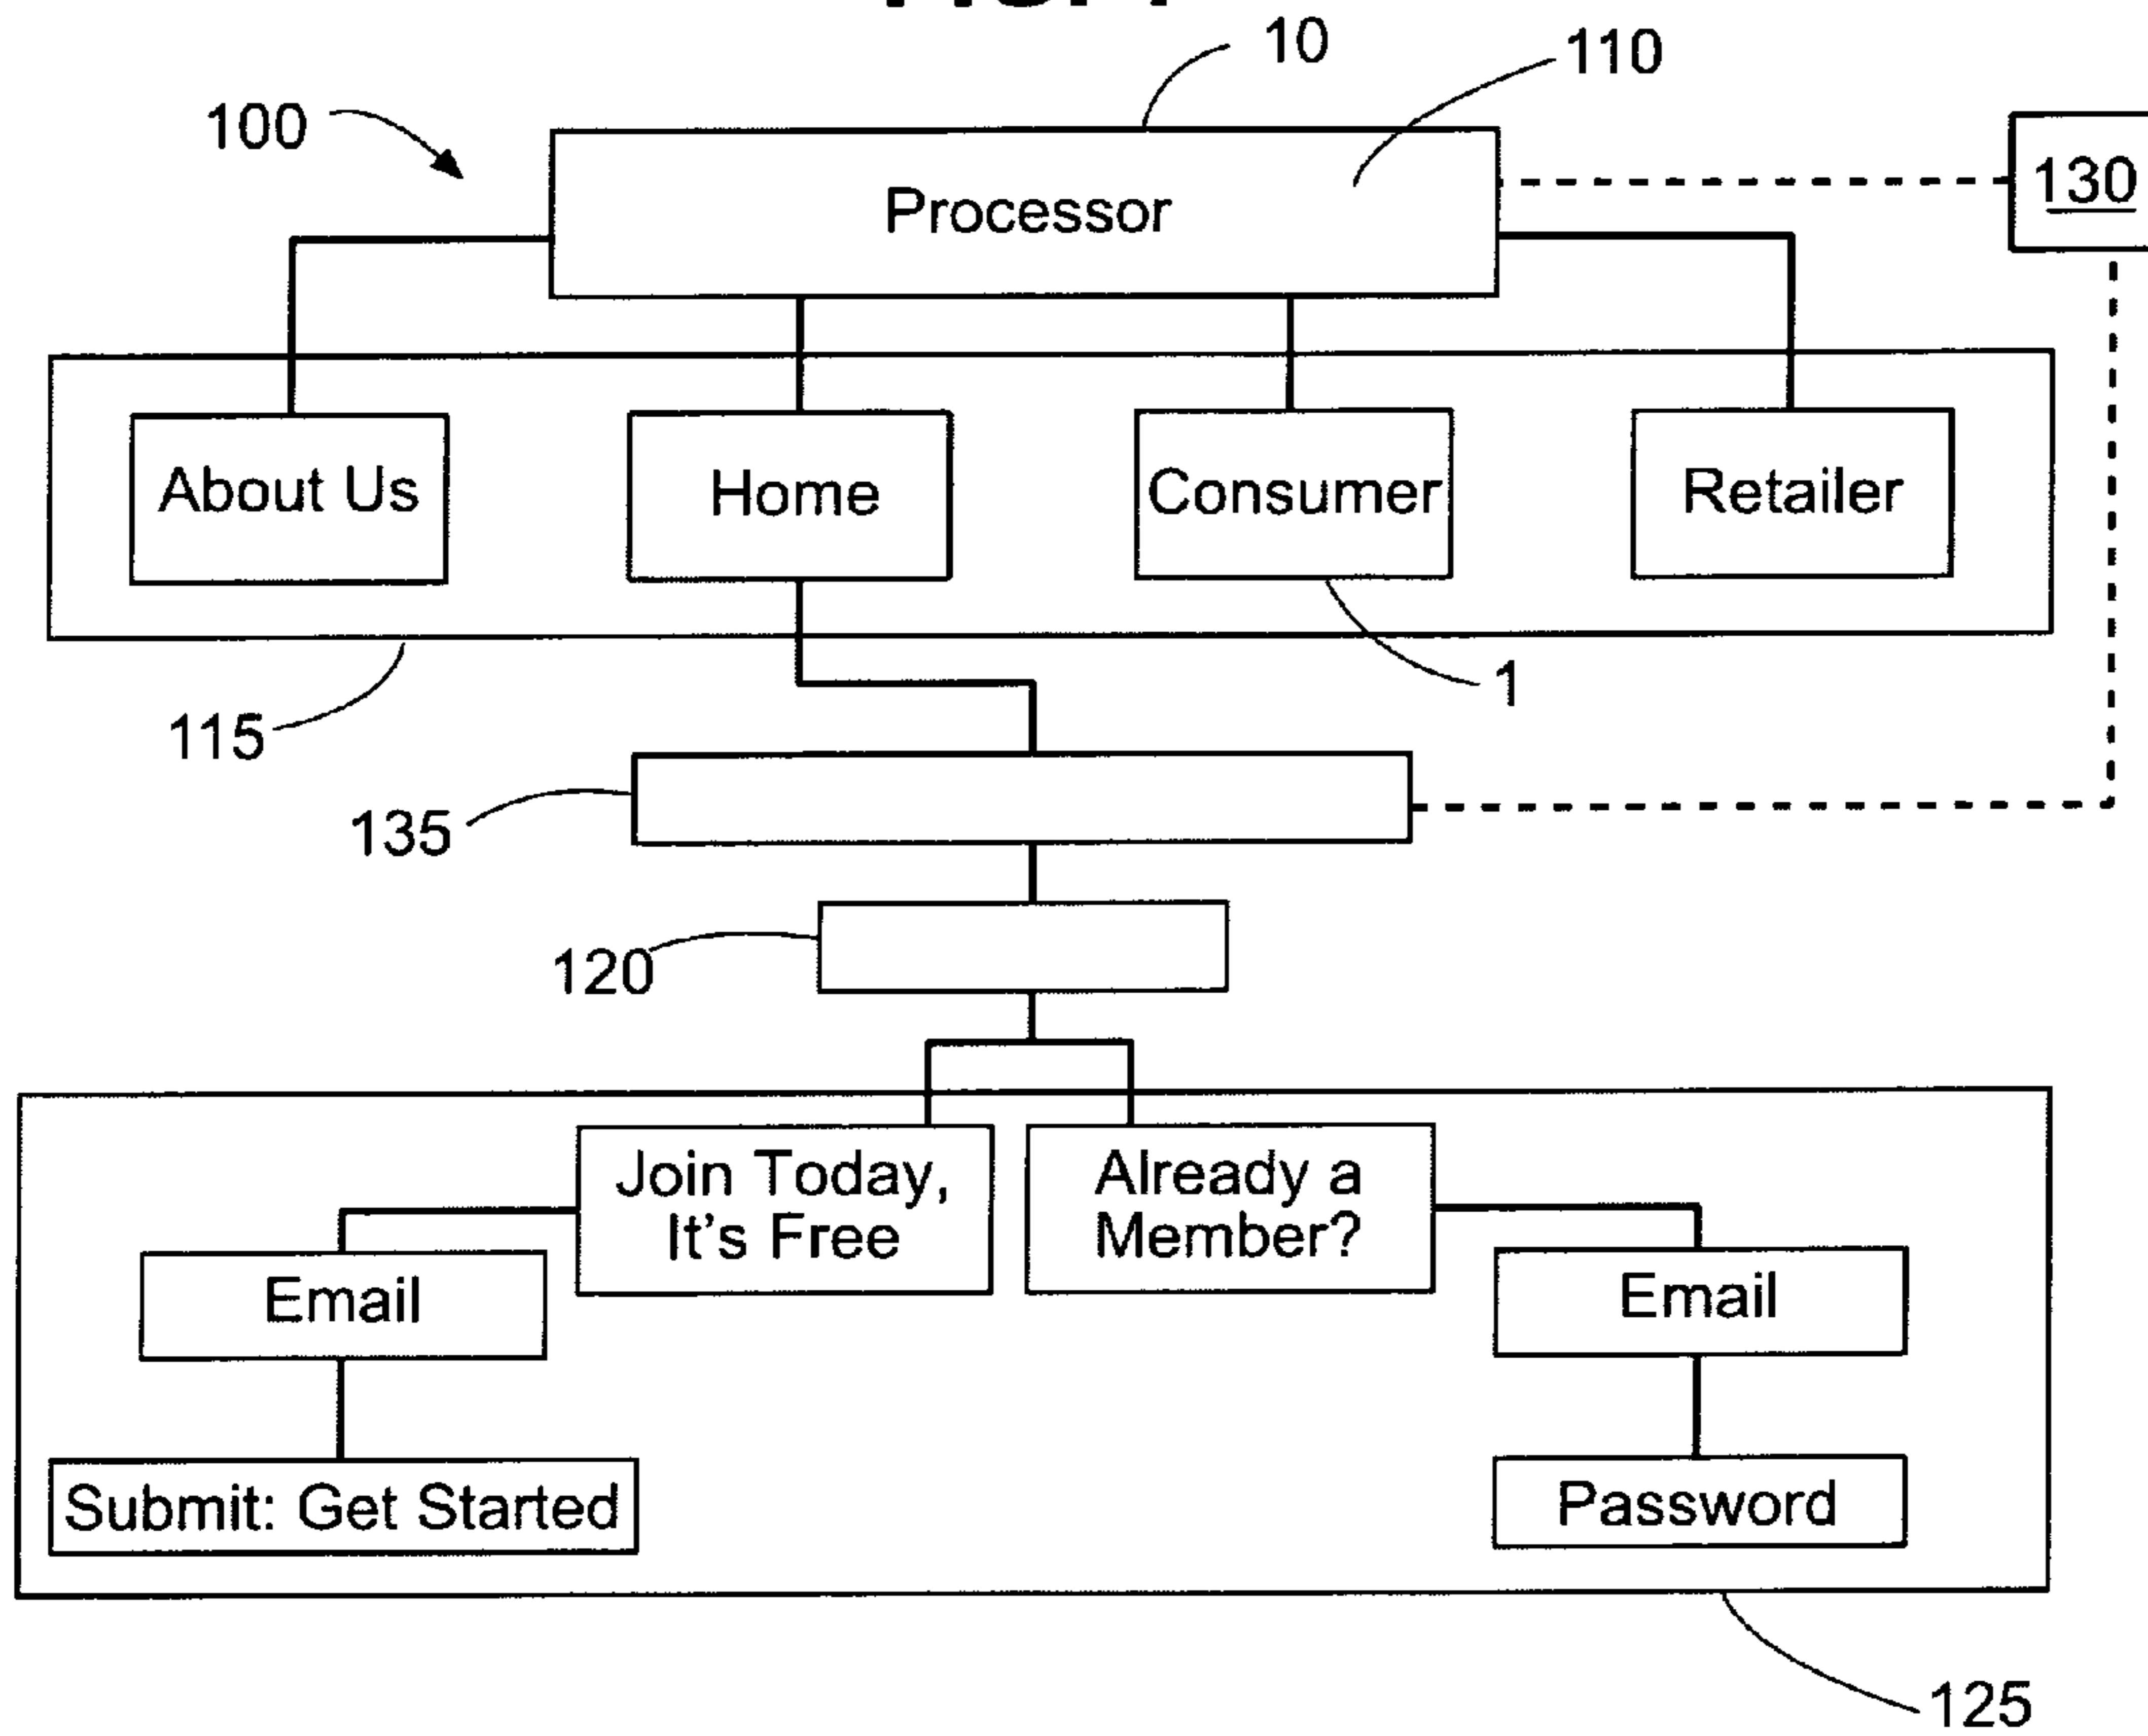 10
110
100
130
Processor
About Us
Home
Consumer
Retailer
1
115
135
120
Join Today,
It's Free
Already a
Member?
Email
Email
Submit: Get Started
Password
125